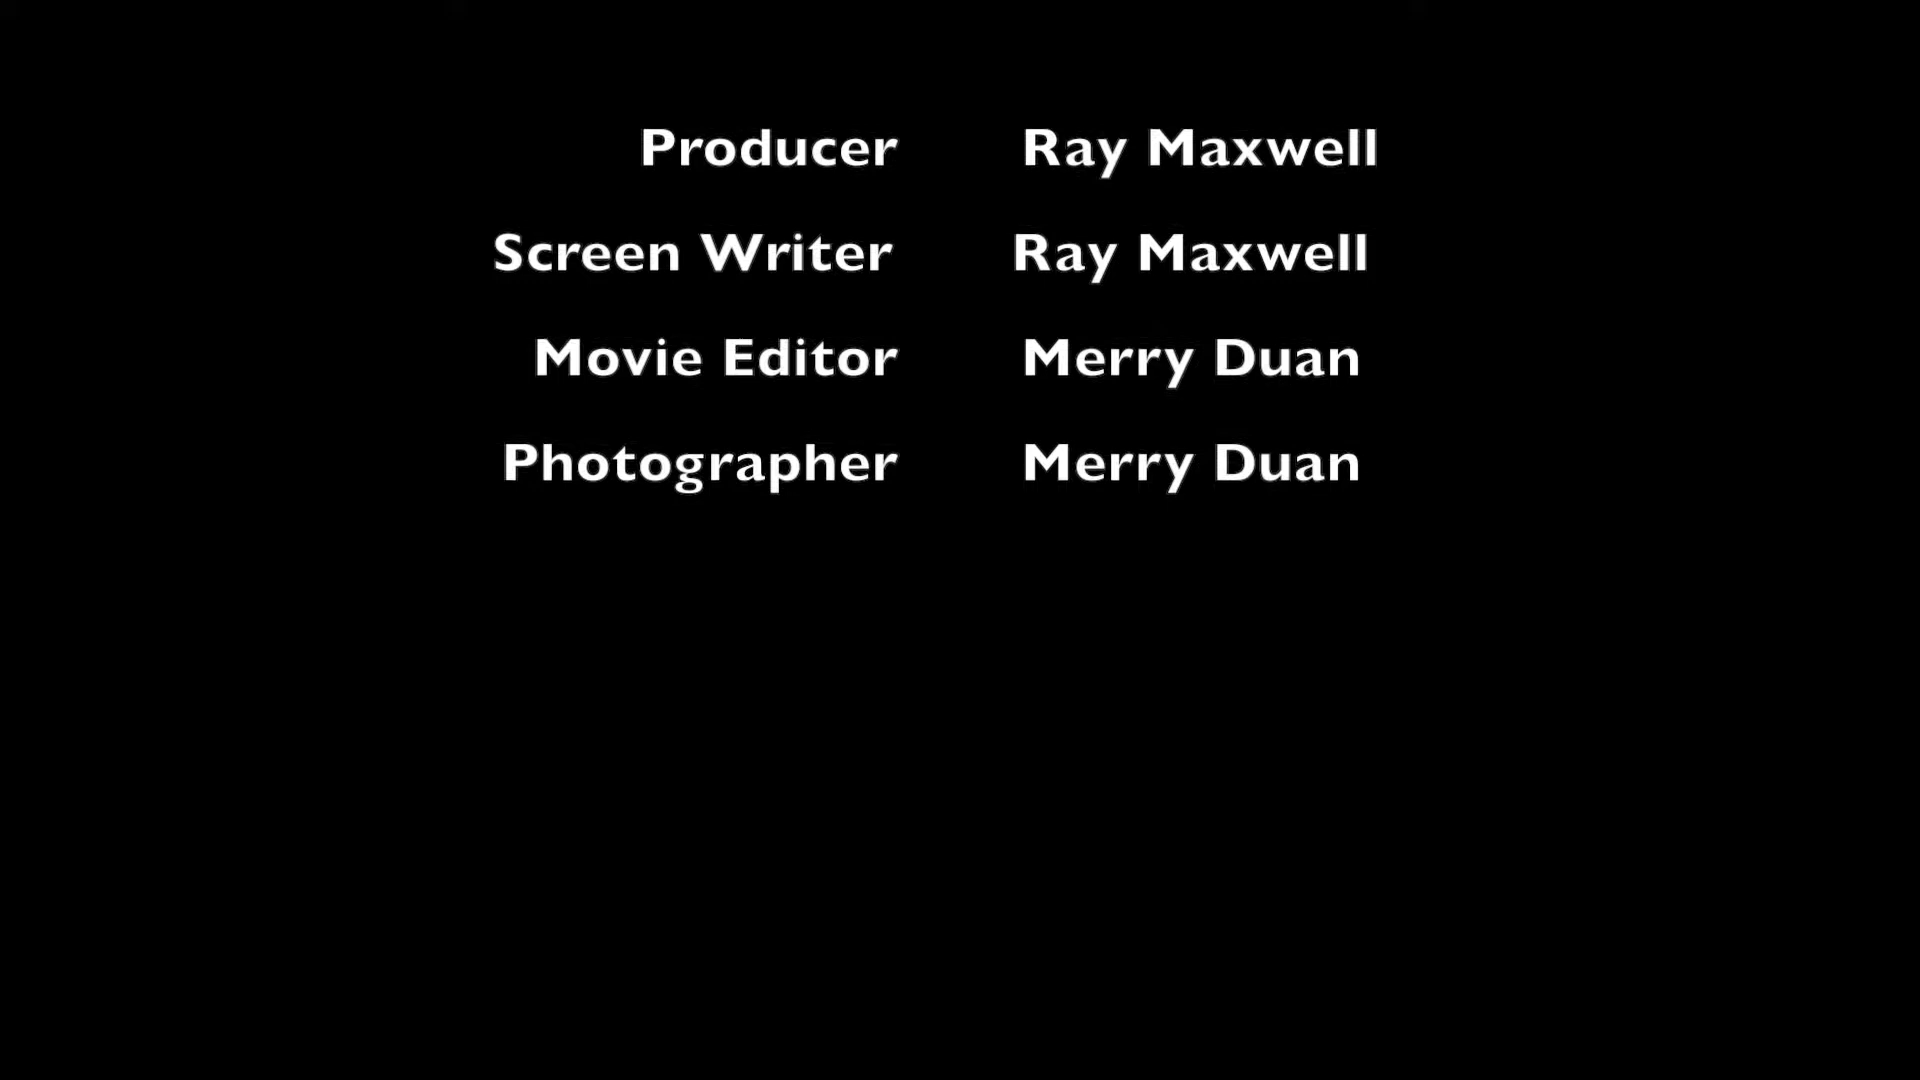 Producer Ray Maxwell
Screen Writer Ray Maxwell
Movie Editor Merry Duan
Photographer Merry Duan